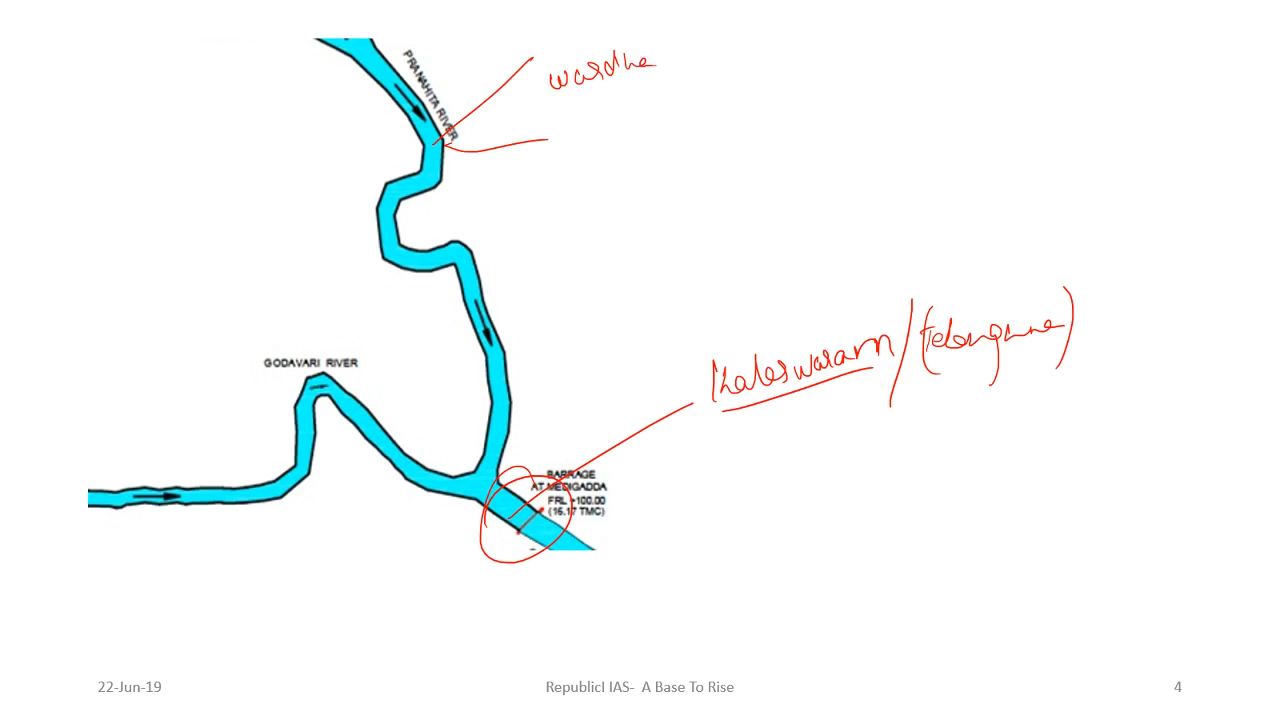 PRANAHITA RIVER
wardha
Kaleswaram / (Telangana)
GODAVARI RIVER
BARRAGE
AT MEDIGADDA
FRL +100.00
(16.17 TMC)
22-Jun-19
RepublicI IAS- A Base To Rise
4